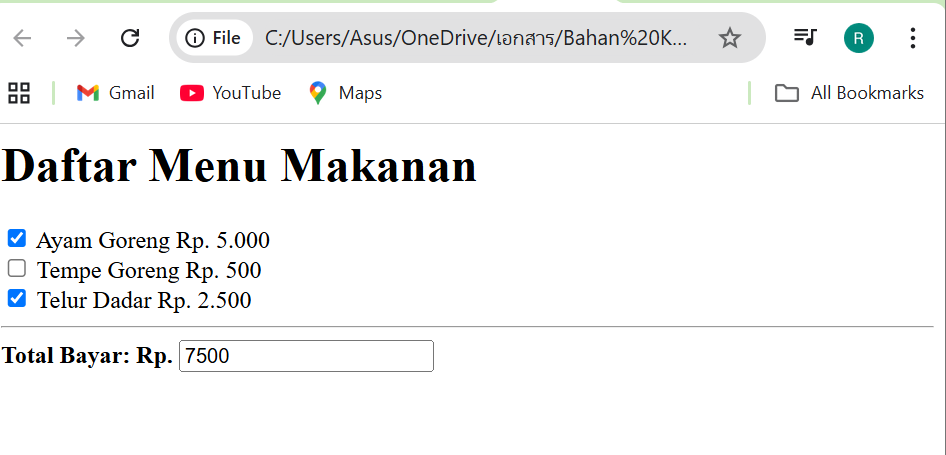 File C:/Users/Asus/OneDrive/เอกสาร/Bahan%20K...
R
Gmail YouTube Maps All Bookmarks
Daftar Menu Makanan
Ayam Goreng Rp. 5.000
Tempe Goreng Rp. 500
Telur Dadar Rp. 2.500
Total Bayar: Rp. 7500